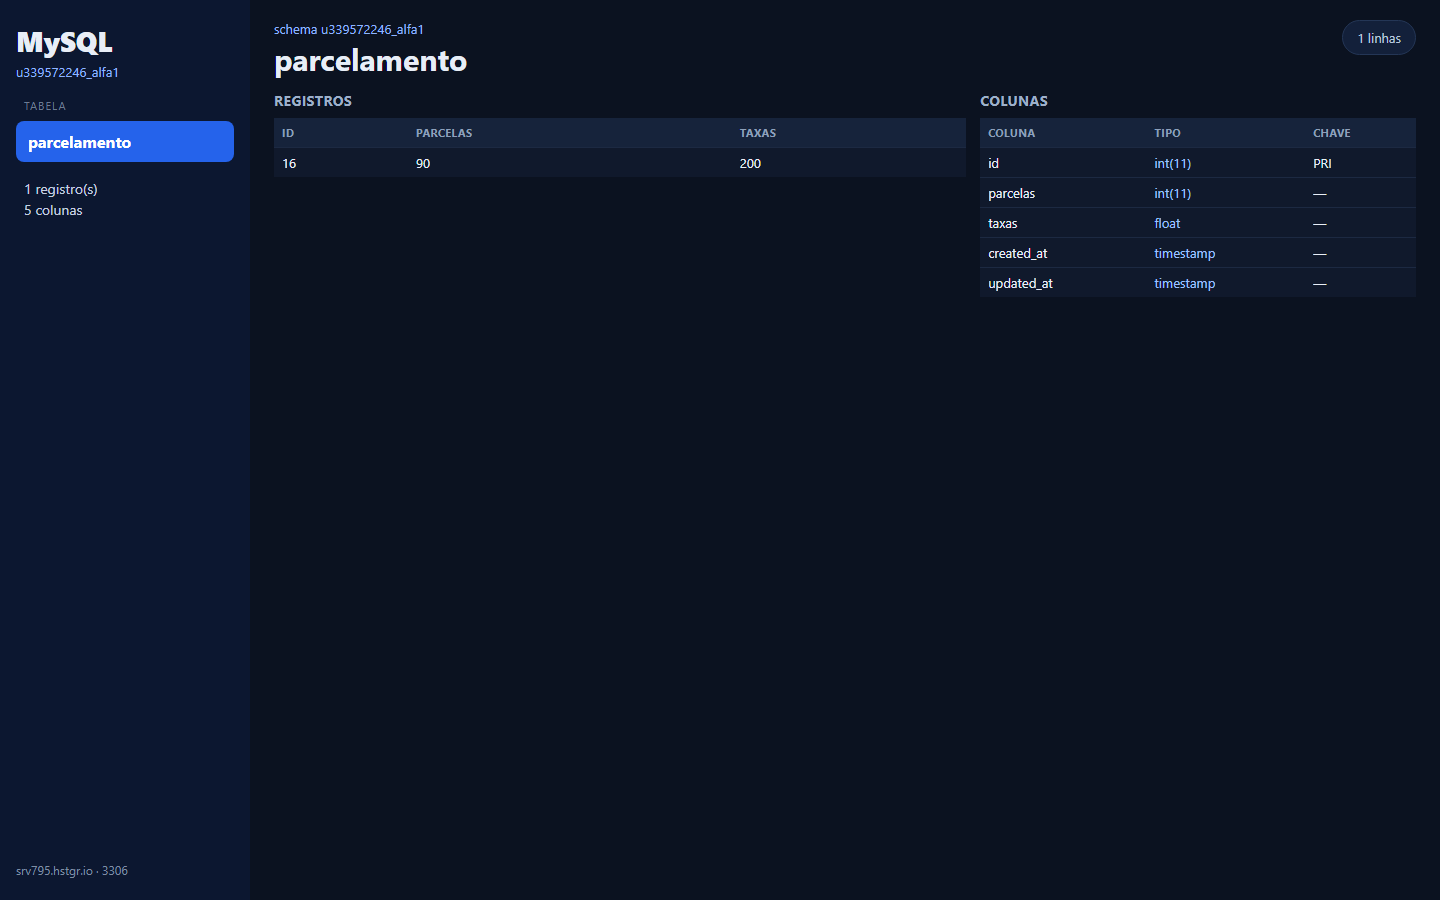 MySQL
u339572246_alfa1
TABELA
parcelamento
1 registro(s)
5 colunas
srv795.hstgr.io · 3306
schema u339572246_alfa1
parcelamento
1 linhas
REGISTROS
ID PARCELAS TAXAS
16 90 200
COLUNAS
COLUNA TIPO CHAVE
id int(11) PRI
parcelas int(11) —
taxas float —
created_at timestamp —
updated_at timestamp —